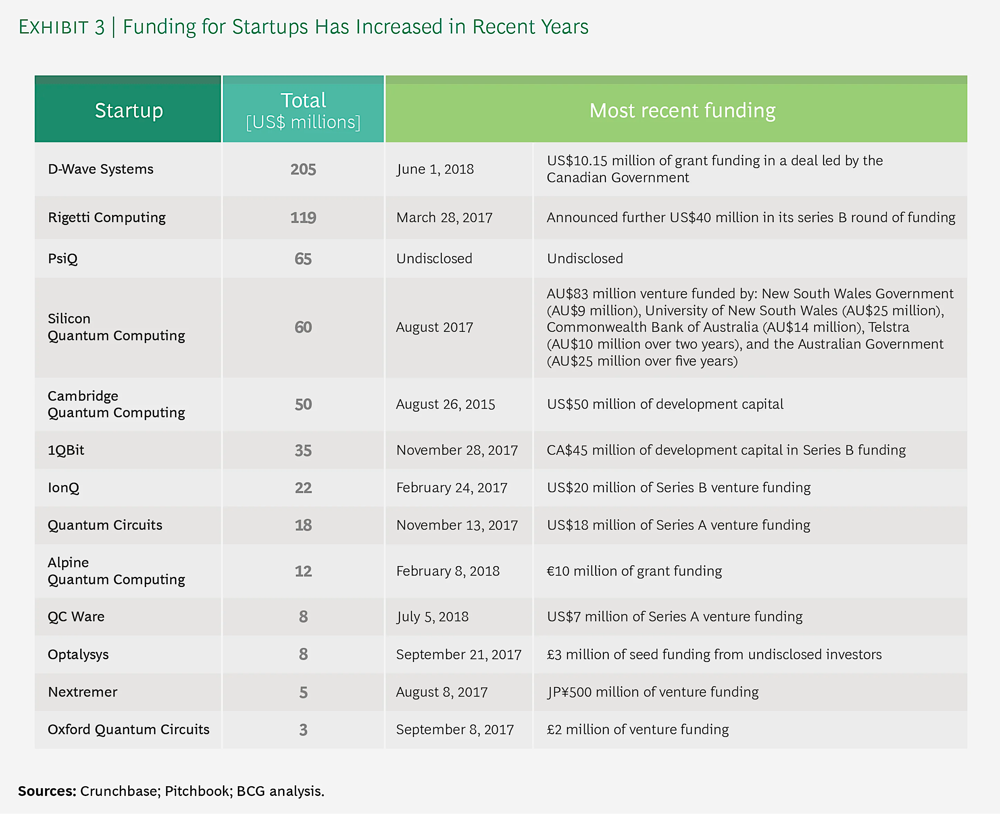 EXHIBIT 3 | Funding for Startups Has Increased in Recent Years
Startup
Total
[US$ millions]
Most recent funding
D-Wave Systems
205
June 1, 2018
US$10.15 million of grant funding in a deal led by the
Canadian Government
Rigetti Computing
119
March 28, 2017
Announced further US$40 million in its series B round of funding
PsiQ
65
Undisclosed
Undisclosed
Silicon
Quantum Computing
60
August 2017
AU$83 million venture funded by: New South Wales Government
(AU$9 million), University of New South Wales (AU$25 million),
Commonwealth Bank of Australia (AU$14 million), Telstra
(AU$10 million over two years), and the Australian Government
(AU$25 million over five years)
Cambridge
Quantum Computing
50
August 26, 2015
US$50 million of development capital
1QBit
35
November 28, 2017
CA$45 million of development capital in Series B funding
IonQ
22
February 24, 2017
US$20 million of Series B venture funding
Quantum Circuits
18
November 13, 2017
US$18 million of Series A venture funding
Alpine
Quantum Computing
12
February 8, 2018
€10 million of grant funding
QC Ware
8
July 5, 2018
US$7 million of Series A venture funding
Optalysys
8
September 21, 2017
£3 million of seed funding from undisclosed investors
Nextremer
5
August 8, 2017
JP¥500 million of venture funding
Oxford Quantum Circuits
3
September 8, 2017
£2 million of venture funding
Sources: Crunchbase; Pitchbook; BCG analysis.